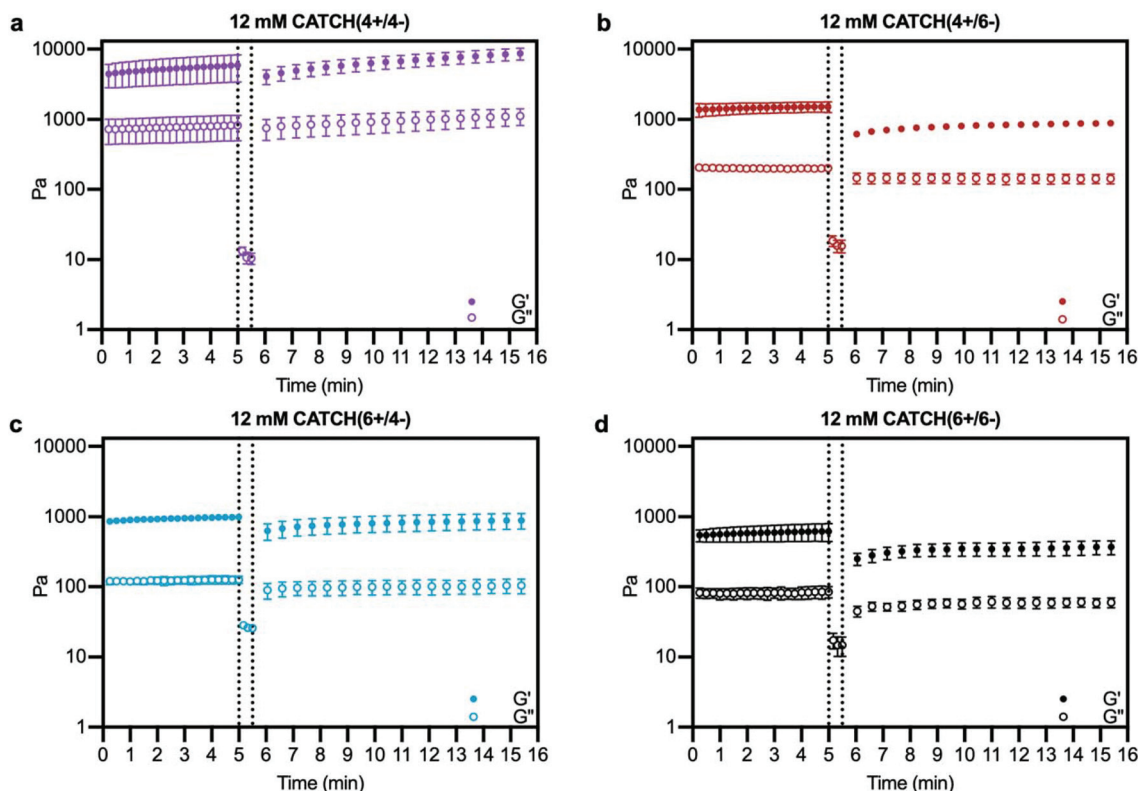 a
12 mM CATCH(4+/4-)
10000
1000
100
10
1
Pa
G'
G"
0 1 2 3 4 5 6 7 8 9 10 11 12 13 14 15 16
Time (min)
b
12 mM CATCH(4+/6-)
10000
1000
100
10
1
Pa
G'
G"
0 1 2 3 4 5 6 7 8 9 10 11 12 13 14 15 16
Time (min)
c
12 mM CATCH(6+/4-)
10000
1000
100
10
1
Pa
G'
G"
0 1 2 3 4 5 6 7 8 9 10 11 12 13 14 15 16
Time (min)
d
12 mM CATCH(6+/6-)
10000
1000
100
10
1
Pa
G'
G"
0 1 2 3 4 5 6 7 8 9 10 11 12 13 14 15 16
Time (min)